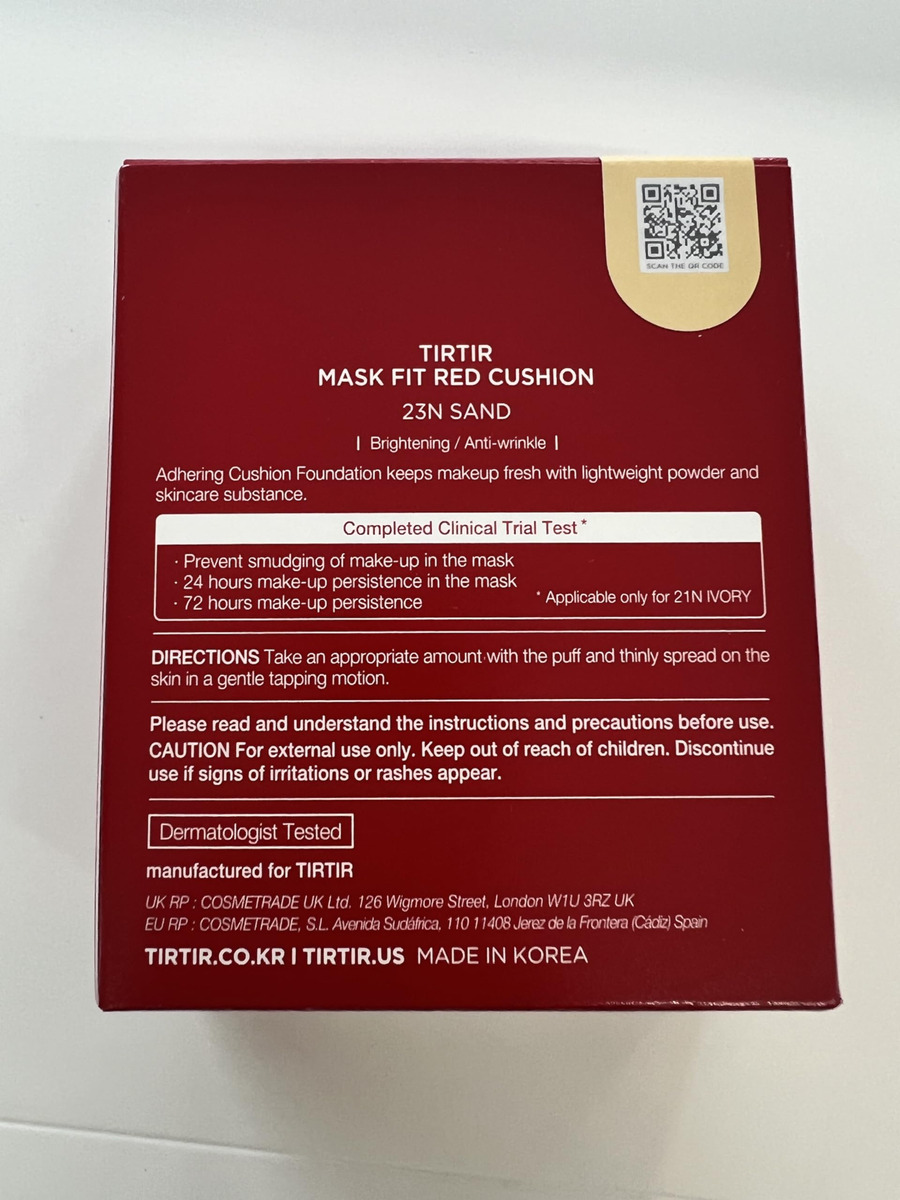 SCAN THE QR CODE
TIRTIR
MASK FIT RED CUSHION
23N SAND
| Brightening / Anti-wrinkle |
Adhering Cushion Foundation keeps makeup fresh with lightweight powder and
skincare substance.
Completed Clinical Trial Test*
· Prevent smudging of make-up in the mask
· 24 hours make-up persistence in the mask
· 72 hours make-up persistence
* Applicable only for 21N IVORY
DIRECTIONS Take an appropriate amount with the puff and thinly spread on the
skin in a gentle tapping motion.
Please read and understand the instructions and precautions before use.
CAUTION For external use only. Keep out of reach of children. Discontinue
use if signs of irritations or rashes appear.
Dermatologist Tested
manufactured for TIRTIR
UK RP : COSMETRADE UK Ltd. 126 Wigmore Street, London W1U 3RZ UK
EU RP : COSMETRADE, S.L. Avenida Sudáfrica, 110 11408 Jerez de la Frontera (Cádiz) Spain
TIRTIR.CO.KR | TIRTIR.US MADE IN KOREA